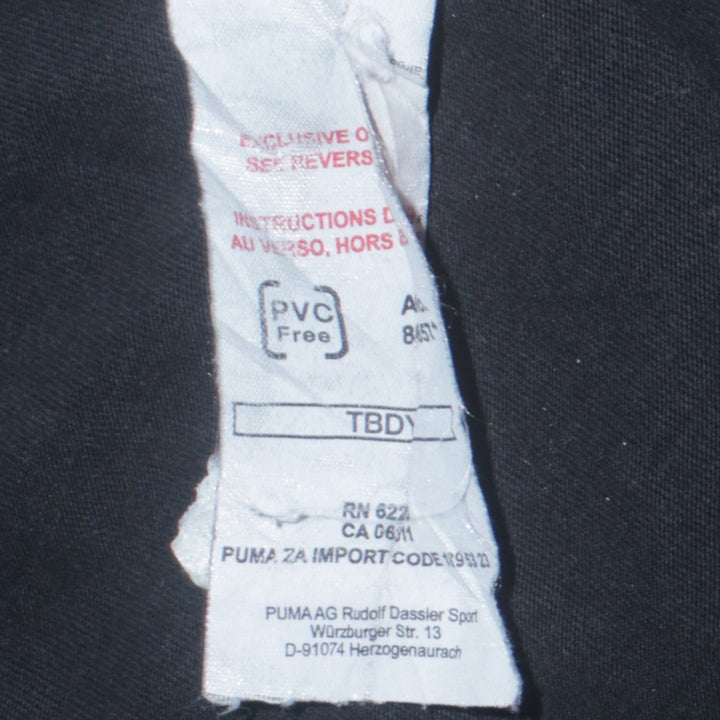 EXCLUSIVE O
SEE REVERS
INSTRUCTIONS D
AU VERSO, HORS
PVC
Free
TBDY
RN 622
CA 06
PUMA ZA IMPORT CODE
PUMA AG Rudolf Dassler Sport
Würzburger Str. 13
D-91074 Herzogenaurach